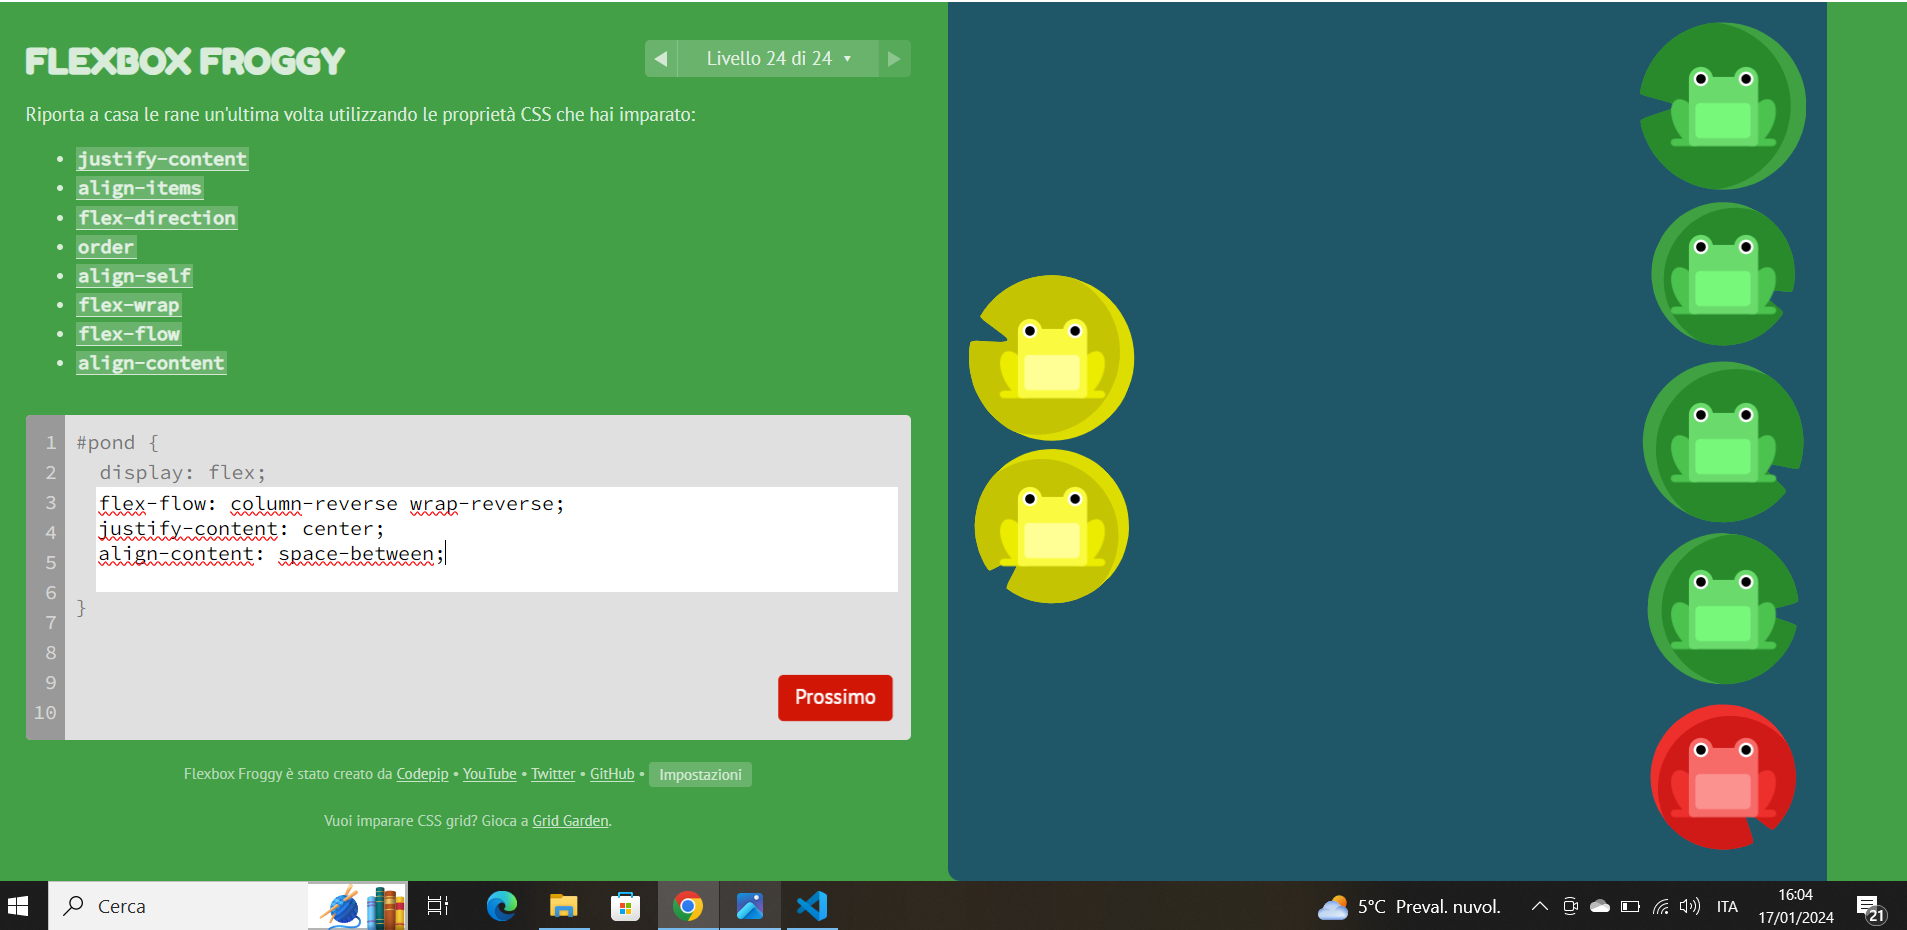 FLEXBOX FROGGY
◀ Livello 24 di 24 ▼ ▶
Riporta a casa le rane un'ultima volta utilizzando le proprietà CSS che hai imparato:
• justify-content
• align-items
• flex-direction
• order
• align-self
• flex-wrap
• flex-flow
• align-content
1 #pond {
2 display: flex;
3 flex-flow: column-reverse wrap-reverse;
4 justify-content: center;
5 align-content: space-between;
6 }
7
8
9
10
Prossimo
Flexbox Froggy è stato creato da Codepip • YouTube • Twitter • GitHub • Impostazioni
Vuoi imparare CSS grid? Gioca a Grid Garden.
Cerca
5°C Preval. nuvol.
ITA
16:04
17/01/2024
21